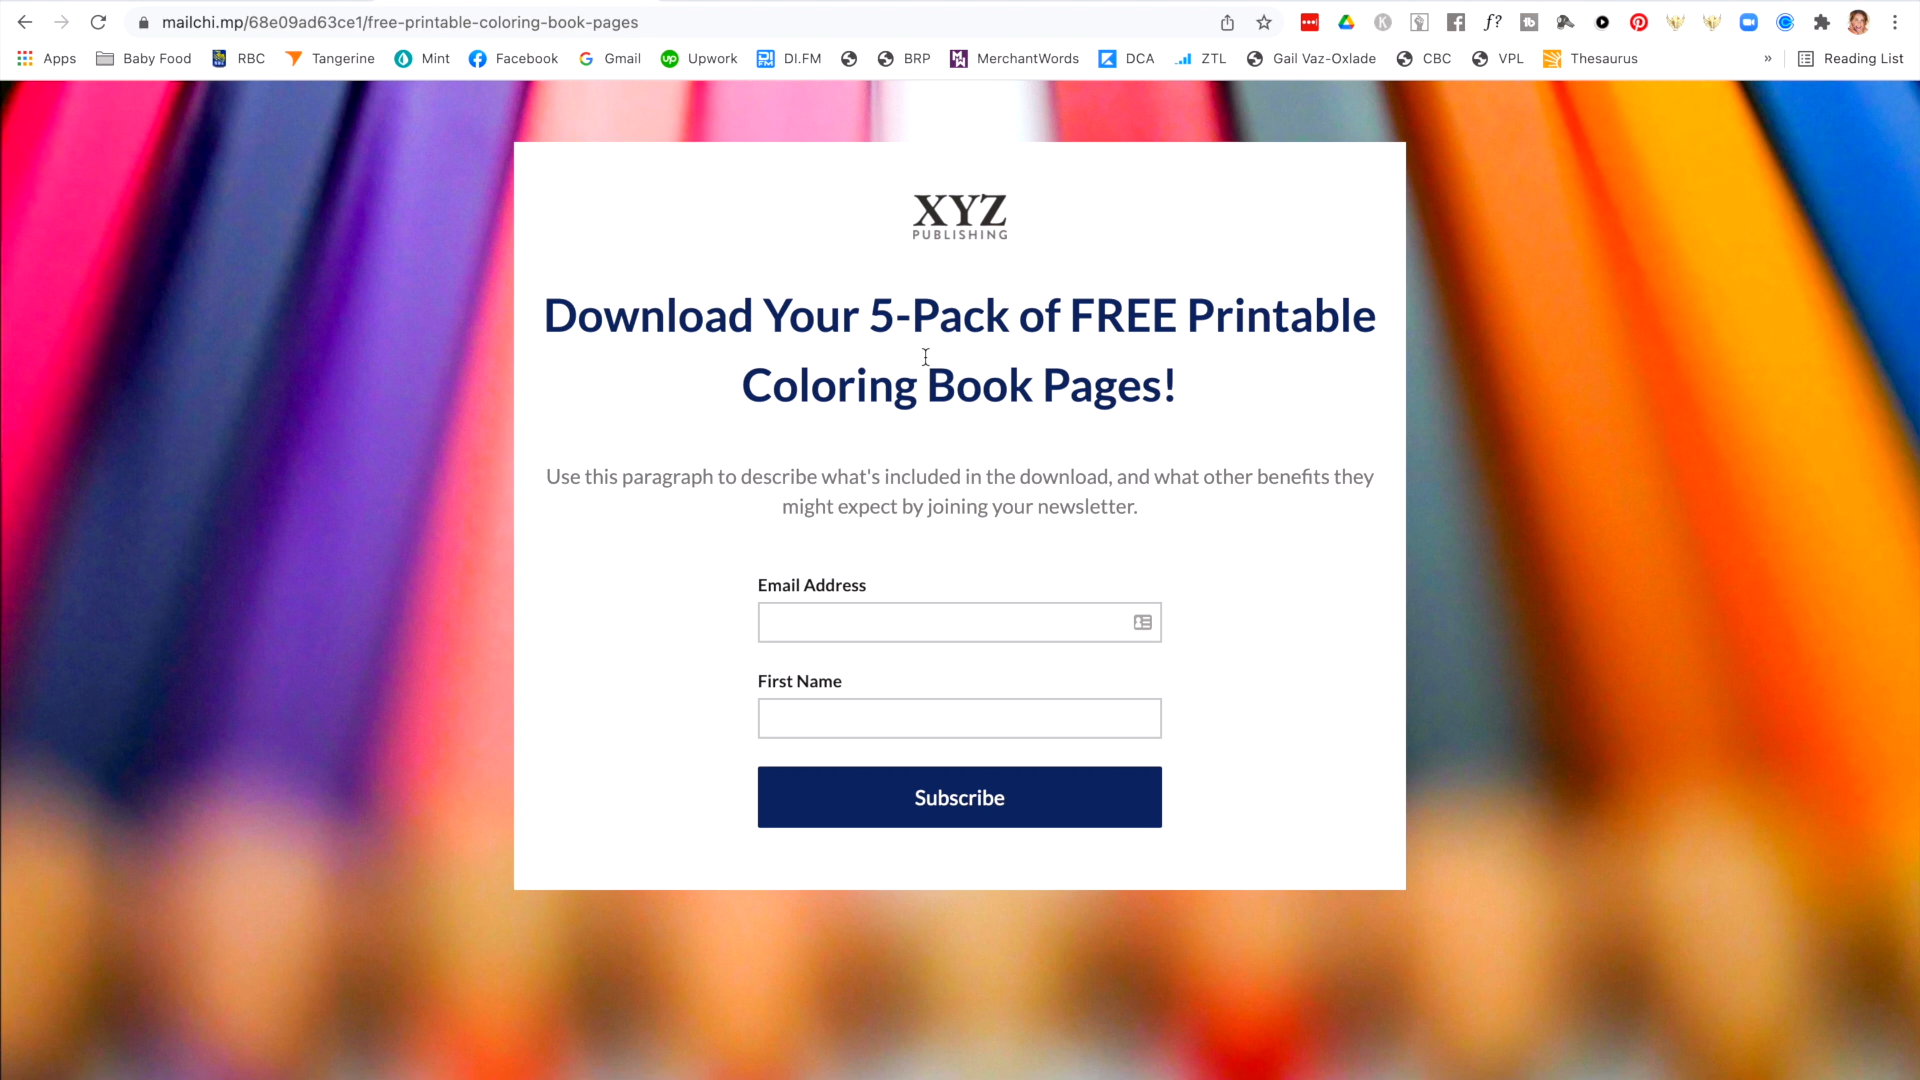 mailchi.mp/68e09ad63ce1/free-printable-coloring-book-pages
Apps Baby Food RBC Tangerine Mint Facebook Gmail Upwork DI.FM BRP MerchantWords DCA ZTL Gail Vaz-Oxlade CBC VPL Thesaurus » Reading List
XYZ
PUBLISHING
Download Your 5-Pack of FREE Printable
Coloring Book Pages!
Use this paragraph to describe what's included in the download, and what other benefits they
might expect by joining your newsletter.
Email Address
First Name
Subscribe